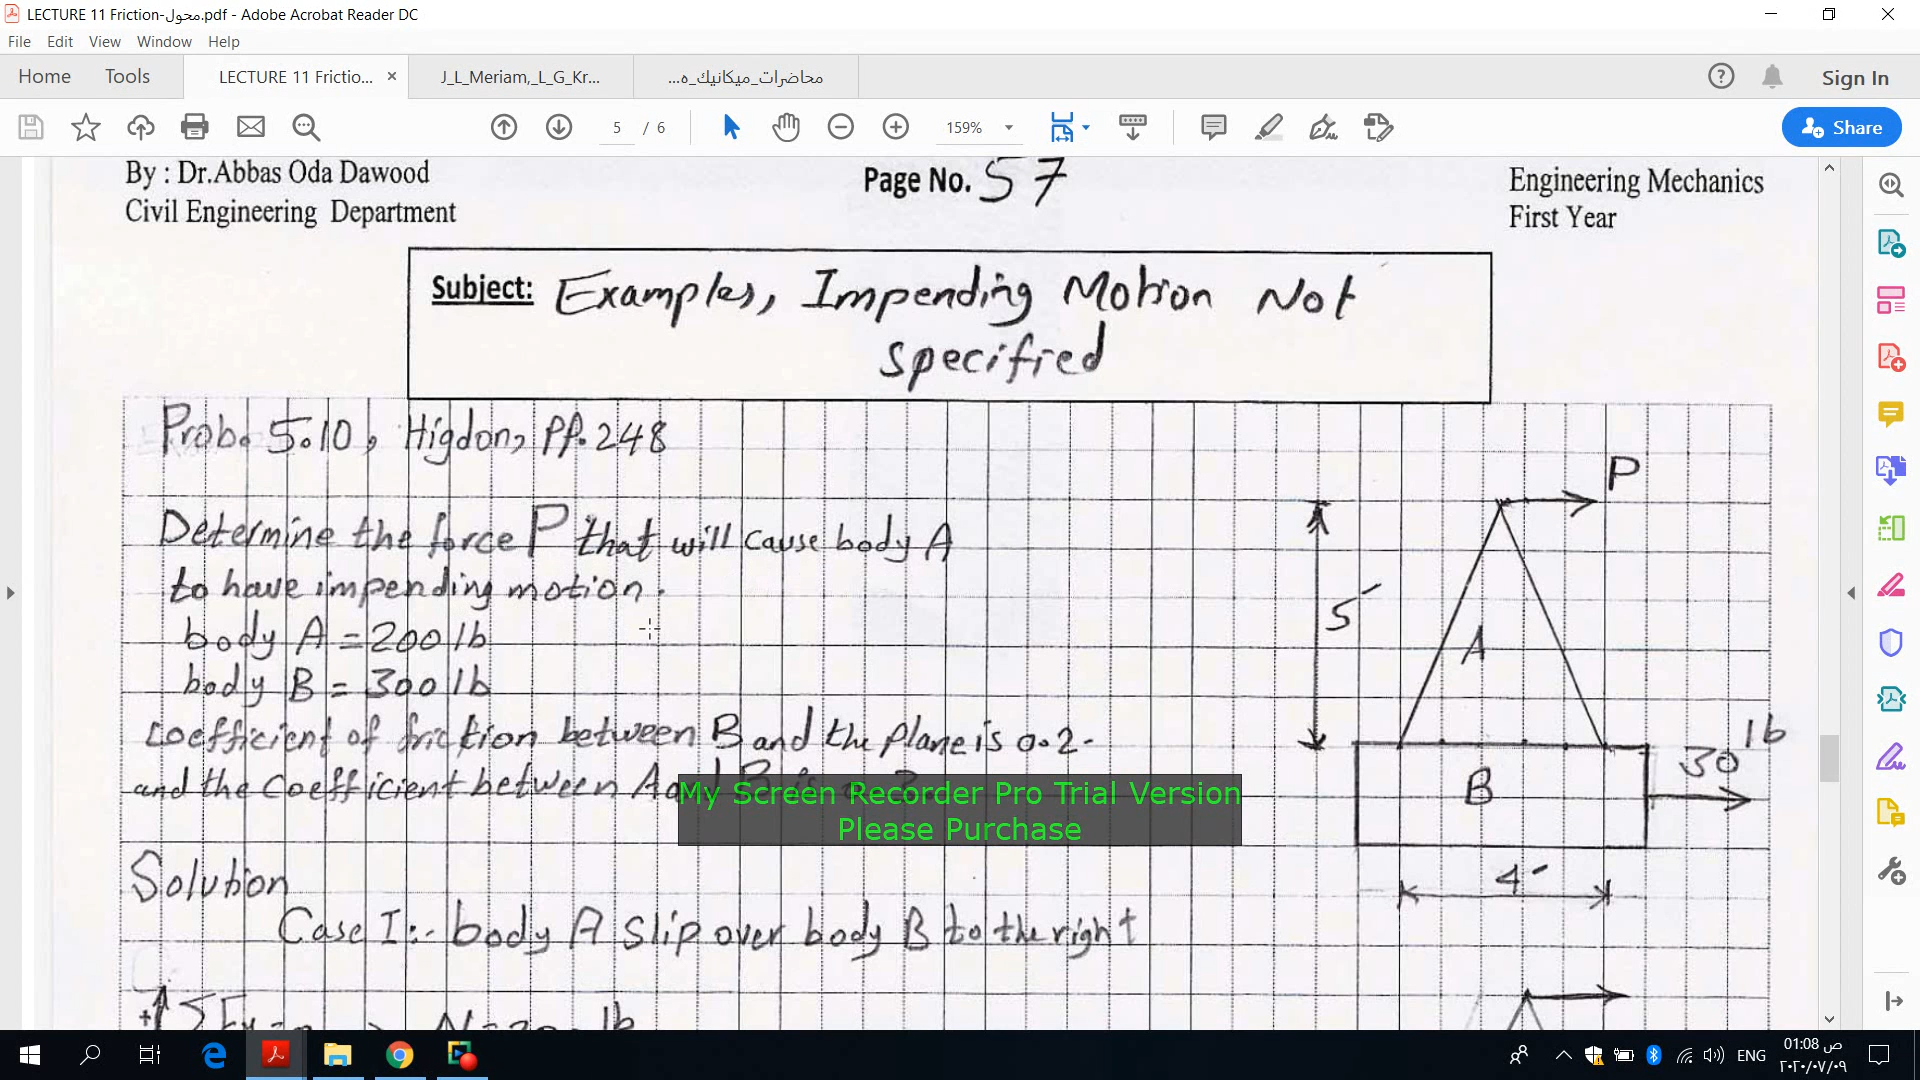 LECTURE 11 Friction-محول.pdf - Adobe Acrobat Reader DC
File Edit View Window Help
Home Tools LECTURE 11 Frictio... × J_L_Meriam,_L_G_Kr... محاضرات_ميكانيك_ه... Sign In
5 / 6 159% Share
By : Dr.Abbas Oda Dawood
Civil Engineering Department
Page No. 57
Engineering Mechanics
First Year
Subject: Examples, Impending Motion Not
specified
Prob. 5.10, Higdon, PP. 248
Determine the force P that will cause body A
to have impending motion.
body A = 200 lb
body B = 300 lb
coefficient of friction between B and the plane is 0.2.
and the coefficient between A
My Screen Recorder Pro Trial Version
Please Purchase
P
5'
A
B
30 lb
4'
Solution
Case I:- body A slip over body B to the right
ENG
01:08 ص
٢٠٢٠/٠٧/٠٩